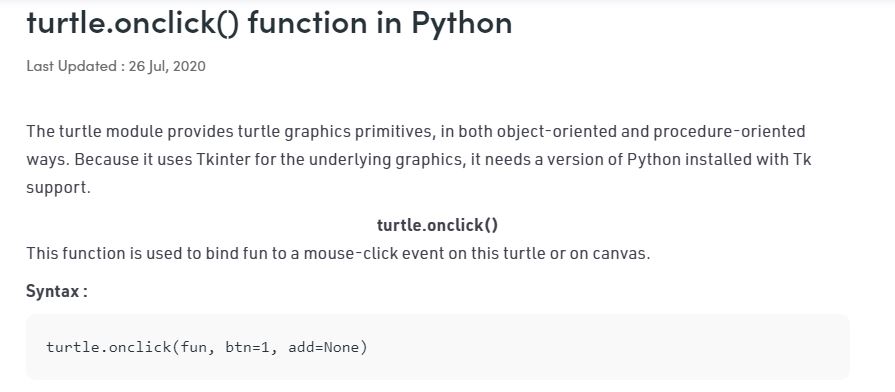 turtle.onclick() function in Python
Last Updated : 26 Jul, 2020
The turtle module provides turtle graphics primitives, in both object-oriented and procedure-oriented
ways. Because it uses Tkinter for the underlying graphics, it needs a version of Python installed with Tk
support.
turtle.onclick()
This function is used to bind fun to a mouse-click event on this turtle or on canvas.
Syntax :
turtle.onclick(fun, btn=1, add=None)